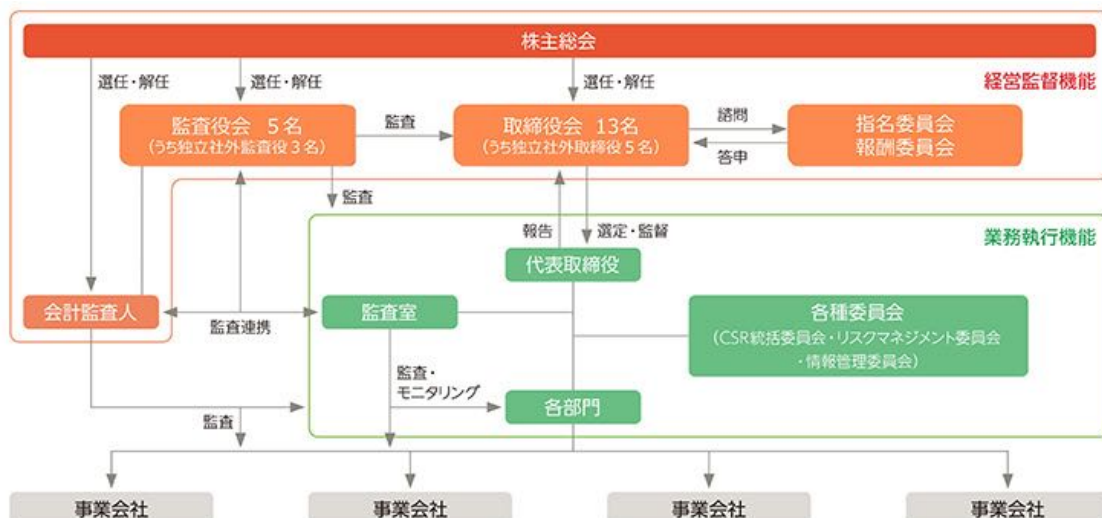 株主総会
経営監督機能
選任・解任
選任・解任
選任・解任
監査役会 5名
(うち独立社外監査役3名)
監査
取締役会 13名
(うち独立社外取締役5名)
諮問
答申
指名委員会
報酬委員会
監査
報告
選定・監督
業務執行機能
代表取締役
会計監査人
監査連携
監査室
各種委員会
(CSR統括委員会・リスクマネジメント委員会
・情報管理委員会)
監査・
モニタリング
各部門
監査
事業会社
事業会社
事業会社
事業会社